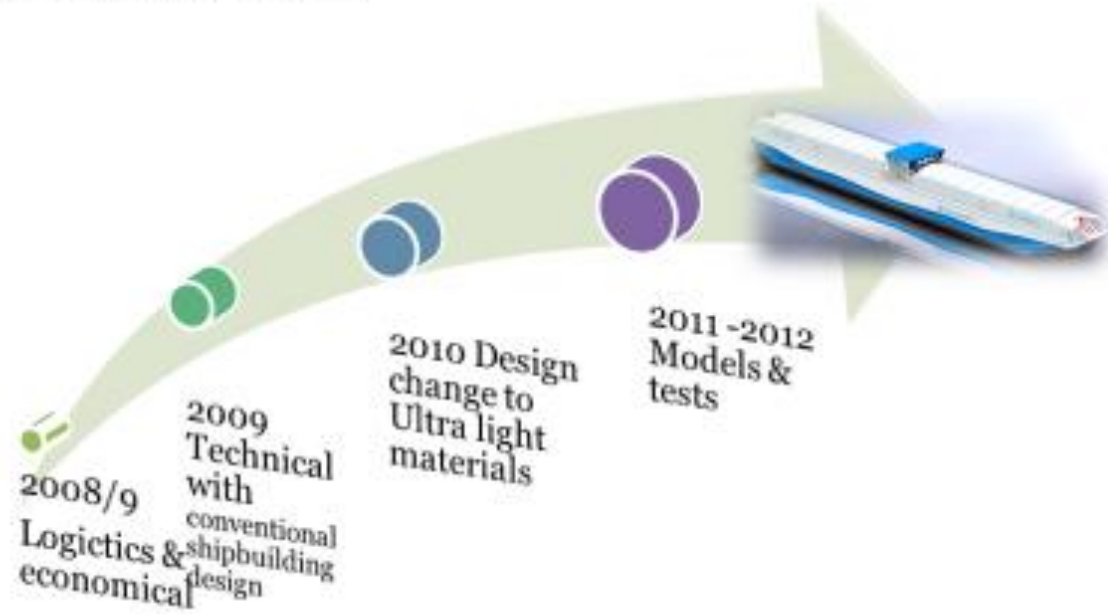 2008/9
Logictics &
economical
2009
Technical
with
conventional
shipbuilding
design
2010 Design
change to
Ultra light
materials
2011 -2012
Models &
tests